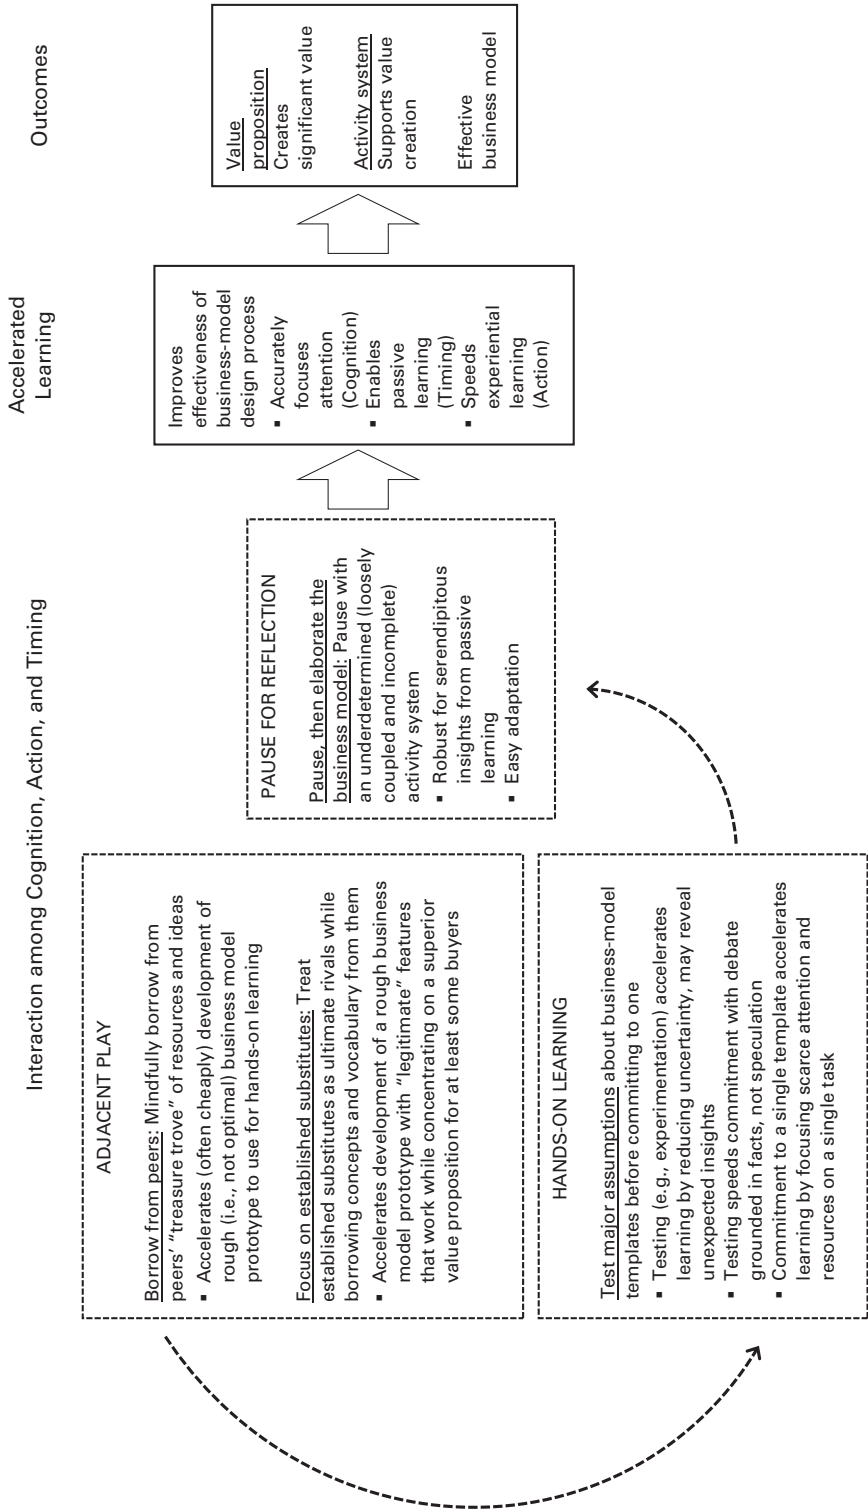 Interaction among Cognition, Action, and Timing
ADJACENT PLAY
Borrow from peers: Mindfully borrow from
peers’ “treasure trove” of resources and ideas
▪ Accelerates (often cheaply) development of
rough (i.e., not optimal) business model
prototype to use for hands-on learning
Focus on established substitutes: Treat
established substitutes as ultimate rivals while
borrowing concepts and vocabulary from them
▪ Accelerates development of a rough business
model prototype with “legitimate” features
that work while concentrating on a superior
value proposition for at least some buyers
HANDS-ON LEARNING
Test major assumptions about business-model
templates before committing to one
▪ Testing (e.g., experimentation) accelerates
learning by reducing uncertainty, may reveal
unexpected insights
▪ Testing speeds commitment with debate
grounded in facts, not speculation
▪ Commitment to a single template accelerates
learning by focusing scarce attention and
resources on a single task
PAUSE FOR REFLECTION
Pause, then elaborate the
business model: Pause with
an underdetermined (loosely
coupled and incomplete)
activity system
▪ Robust for serendipitous
insights from passive
learning
▪ Easy adaptation
Accelerated
Learning
Improves
effectiveness of
business-model
design process
▪ Accurately
focuses
attention
(Cognition)
▪ Enables
passive
learning
(Timing)
▪ Speeds
experiential
learning
(Action)
Outcomes
Value
proposition
Creates
significant value
Activity system
Supports value
creation
Effective
business model